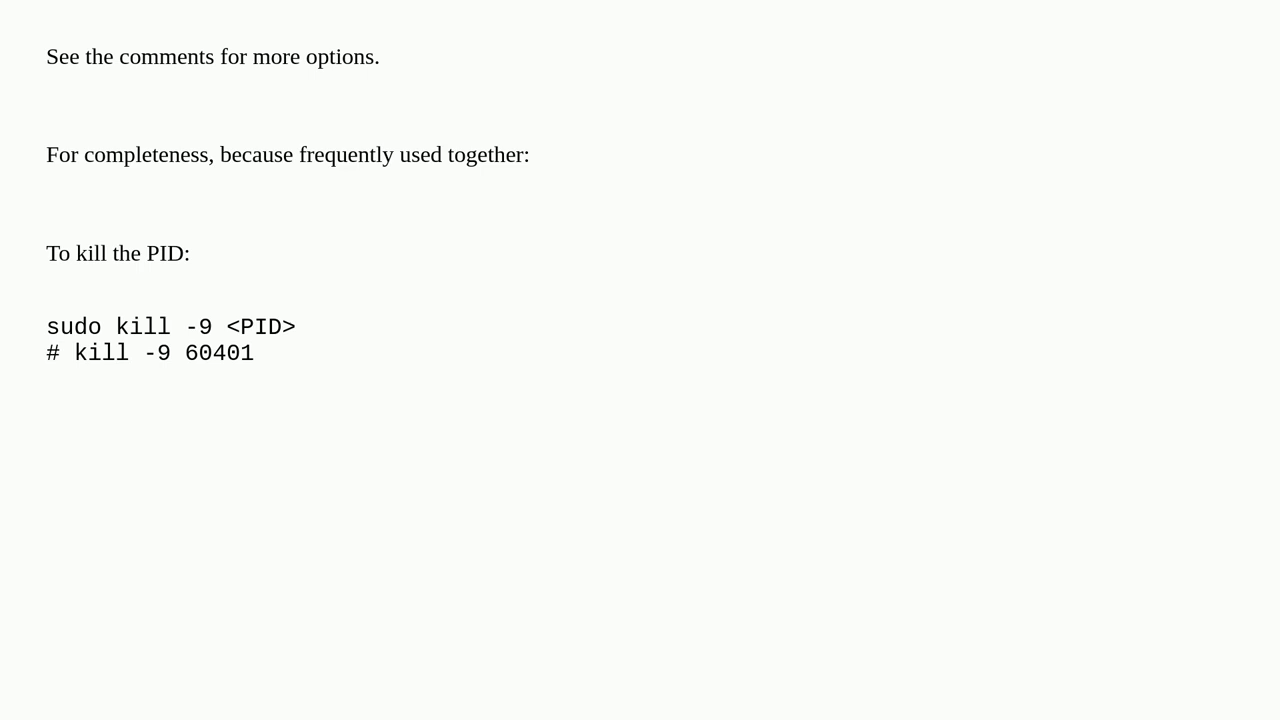 See the comments for more options.
For completeness, because frequently used together:
To kill the PID:
sudo kill -9 <PID>
# kill -9 60401